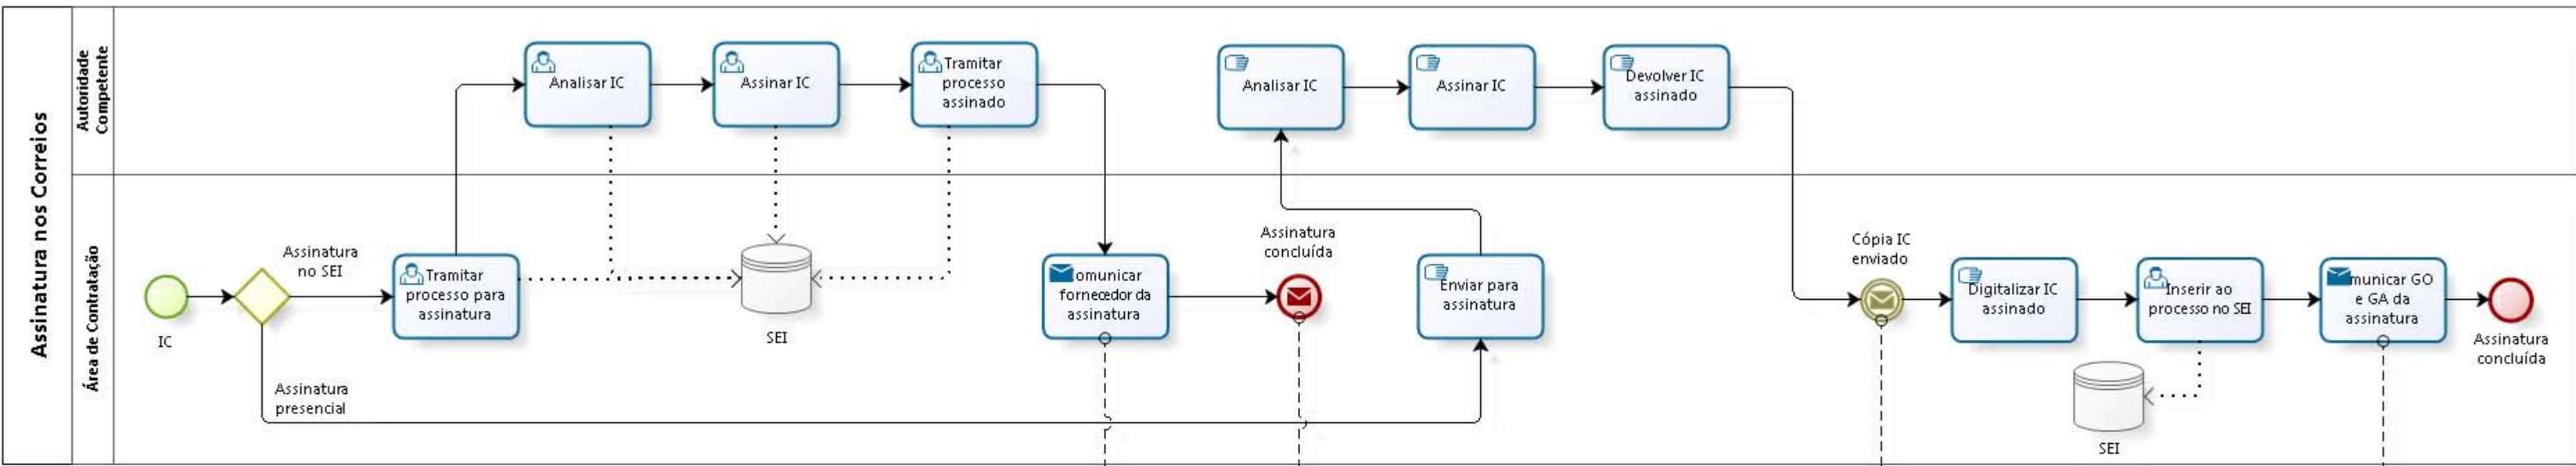 Assinatura nos Correios
Autoridade
Competente
Analisar IC
Assinar IC
Tramitar
processo
assinado
Analisar IC
Assinar IC
Devolver IC
assinado
Área de Contratação
IC
Assinatura
no SEI
Assinatura
presencial
Tramitar
processo para
assinatura
SEI
omunicar
fornecedor da
assinatura
Assinatura
concluída
Enviar para
assinatura
Cópia IC
enviado
Digitalizar IC
assinado
Inserir ao
processo no SEI
SEI
municar GO
e GA da
assinatura
Assinatura
concluída